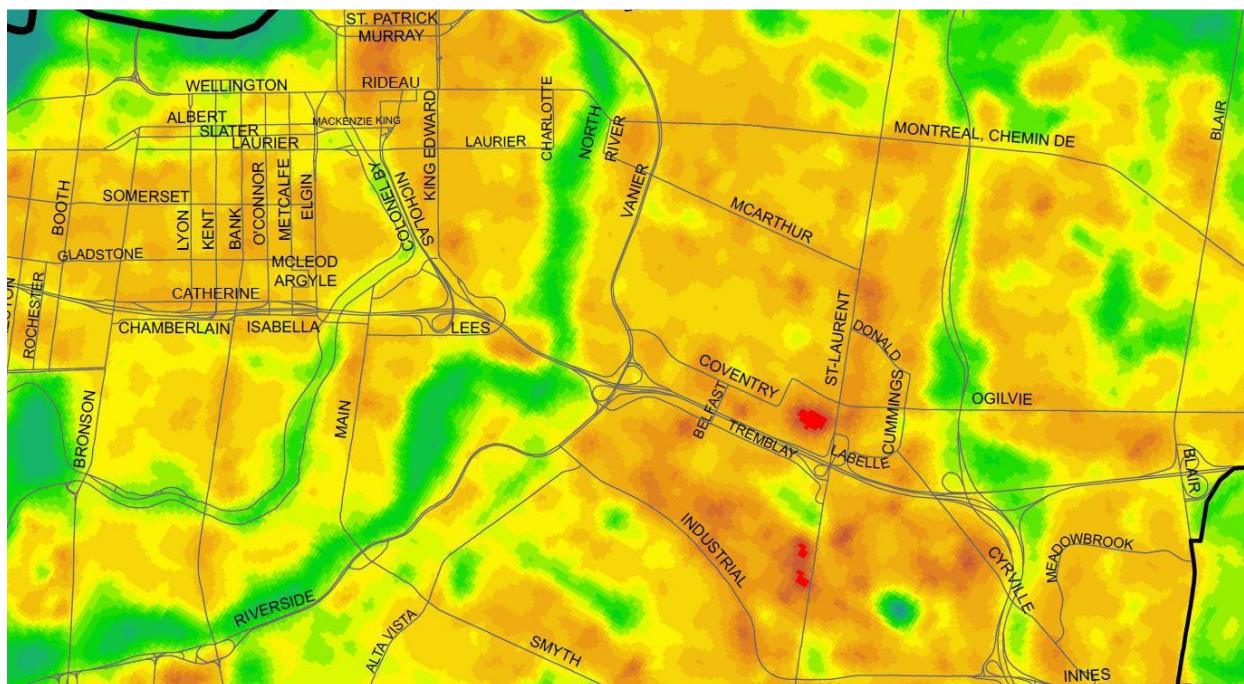 ST. PATRICK
MURRAY
WELLINGTON
RIDEAU
ALBERT
MACKENZIE KING
SLATER
LAURIER
LAURIER
CHARLOTTE
NORTH
RIVER
MONTREAL, CHEMIN DE
BLAIR
KING EDWARD
NICHOLAS
COLONEL BY
VANIER
MCARTHUR
BOOTH
SOMERSET
LYON
KENT
BANK
O'CONNOR
METCALFE
ELGIN
GLADSTONE
MCLEOD
ARGYLE
CATHERINE
ROCHESTER
CHAMBERLAIN
ISABELLA
LEES
ST-LAURENT
DONALD
COVENTRY
BELFAST
CUMMINGS
OGILVIE
BRONSON
MAIN
TREMBLAY
LABELLE
BLAIR
INDUSTRIAL
CYRVILLE
MEADOWBROOK
RIVERSIDE
ALTA VISTA
SMYTH
INNES